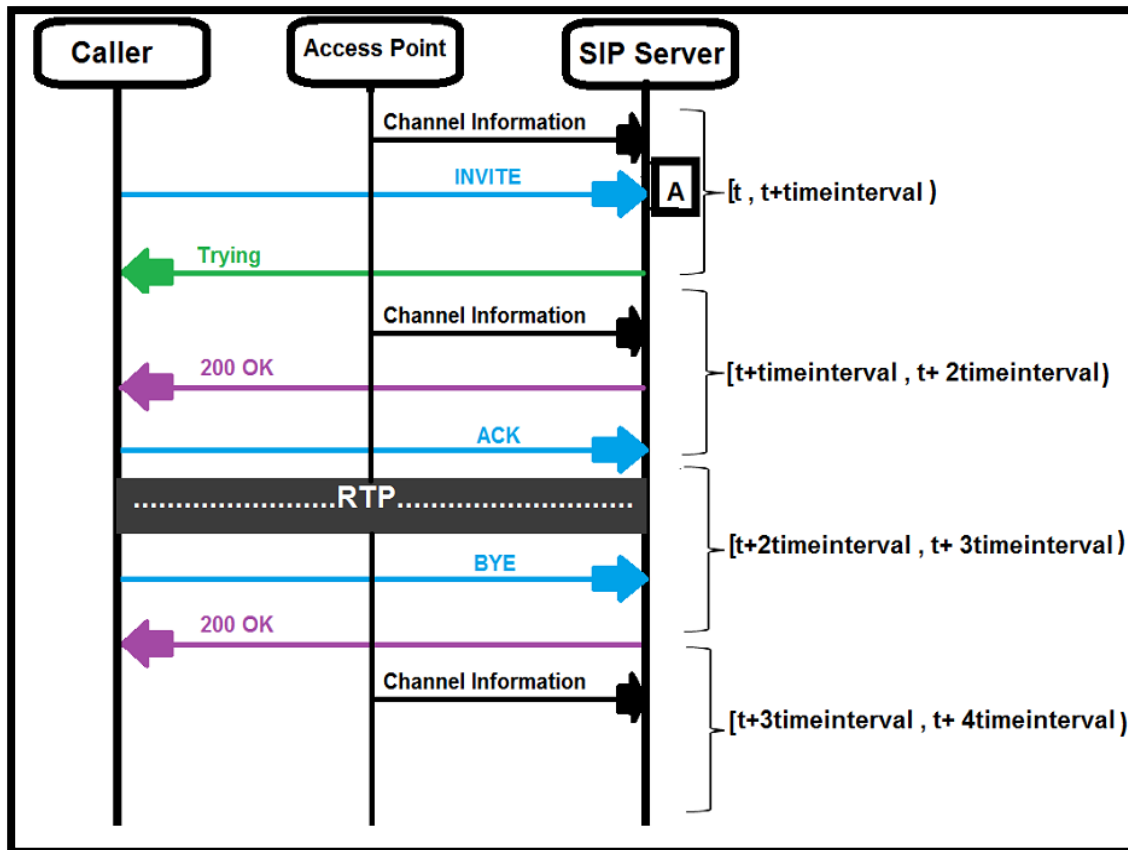 Caller
Access Point
SIP Server
Channel Information
INVITE
A
[t , t+timeinterval )
Trying
Channel Information
200 OK
[t+timeinterval , t+ 2timeinterval)
ACK
........................RTP............................
[t+2timeinterval , t+ 3timeinterval)
BYE
200 OK
Channel Information
[t+3timeinterval , t+ 4timeinterval)